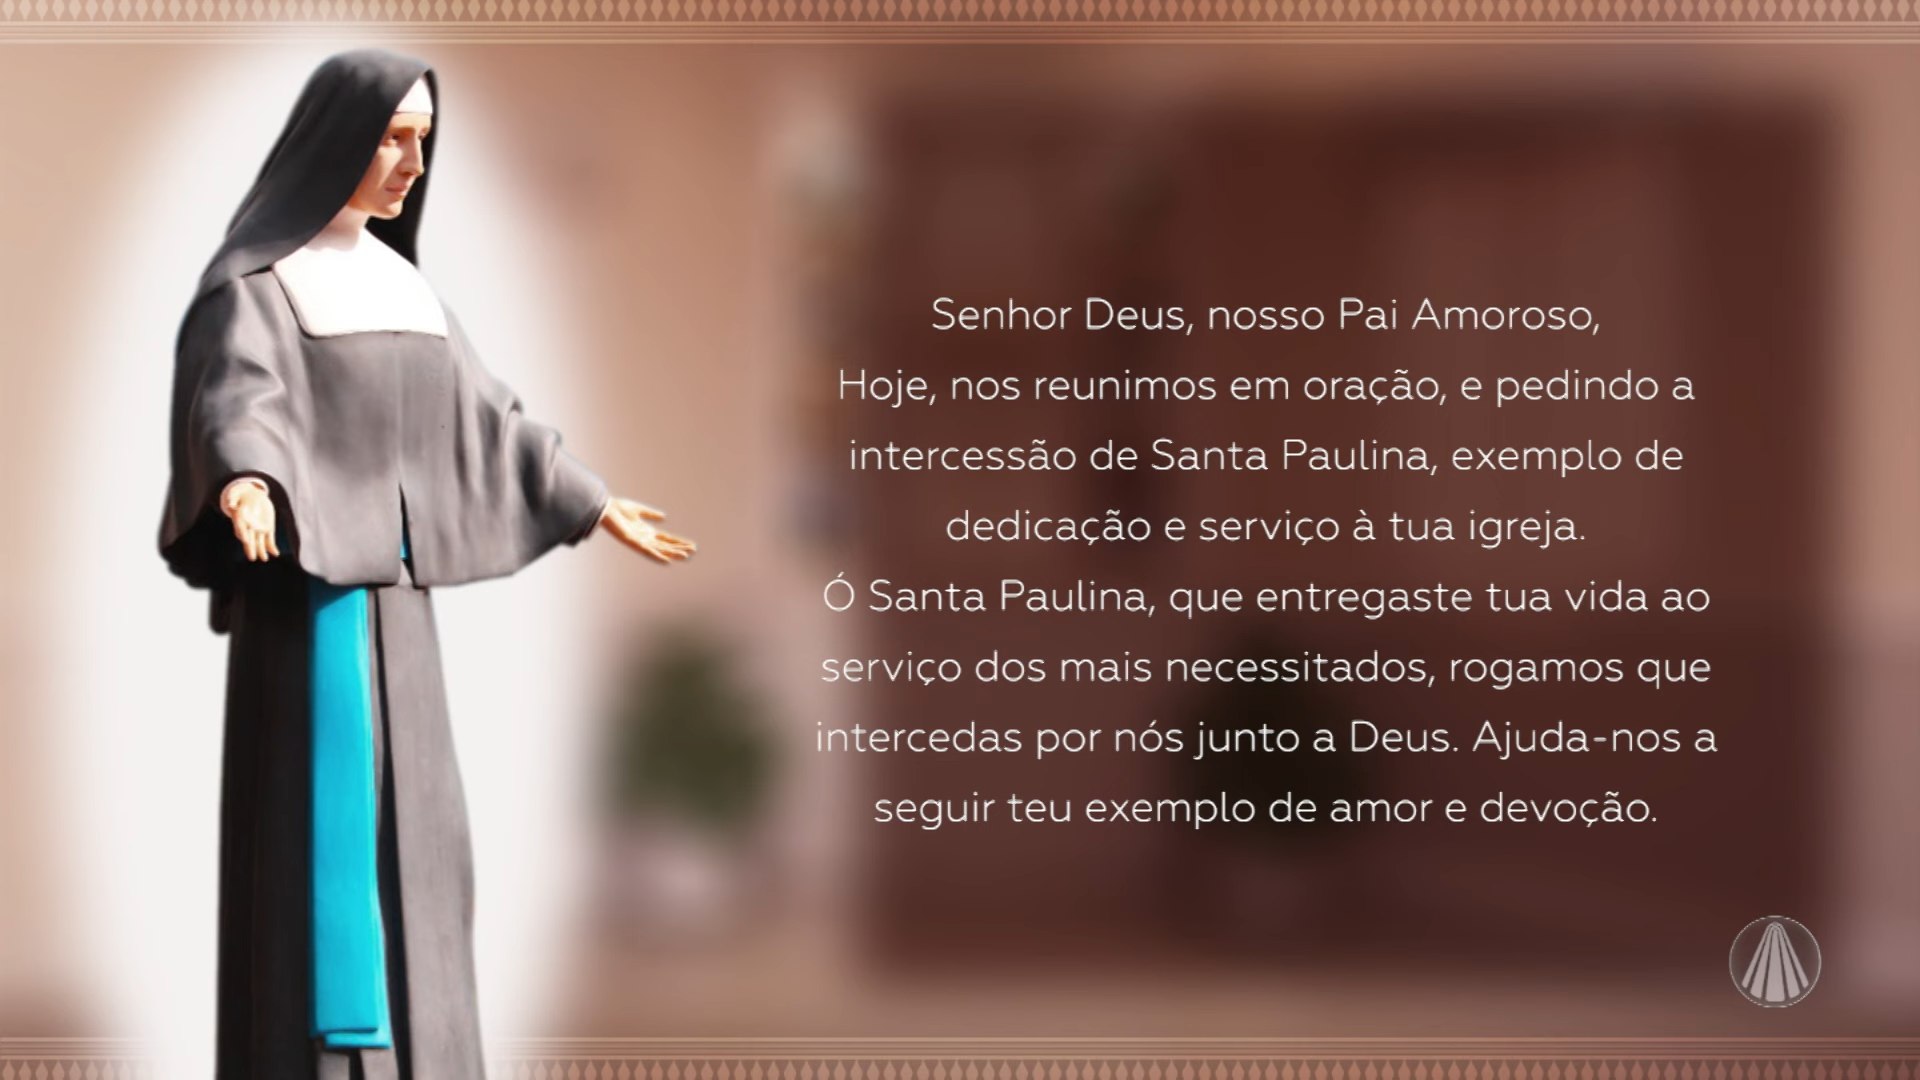 Senhor Deus, nosso Pai Amoroso,
Hoje, nos reunimos em oração, e pedindo a
intercessão de Santa Paulina, exemplo de
dedicação e serviço à tua igreja.
Ó Santa Paulina, que entregaste tua vida ao
serviço dos mais necessitados, rogamos que
intercedas por nós junto a Deus. Ajuda-nos a
seguir teu exemplo de amor e devoção.